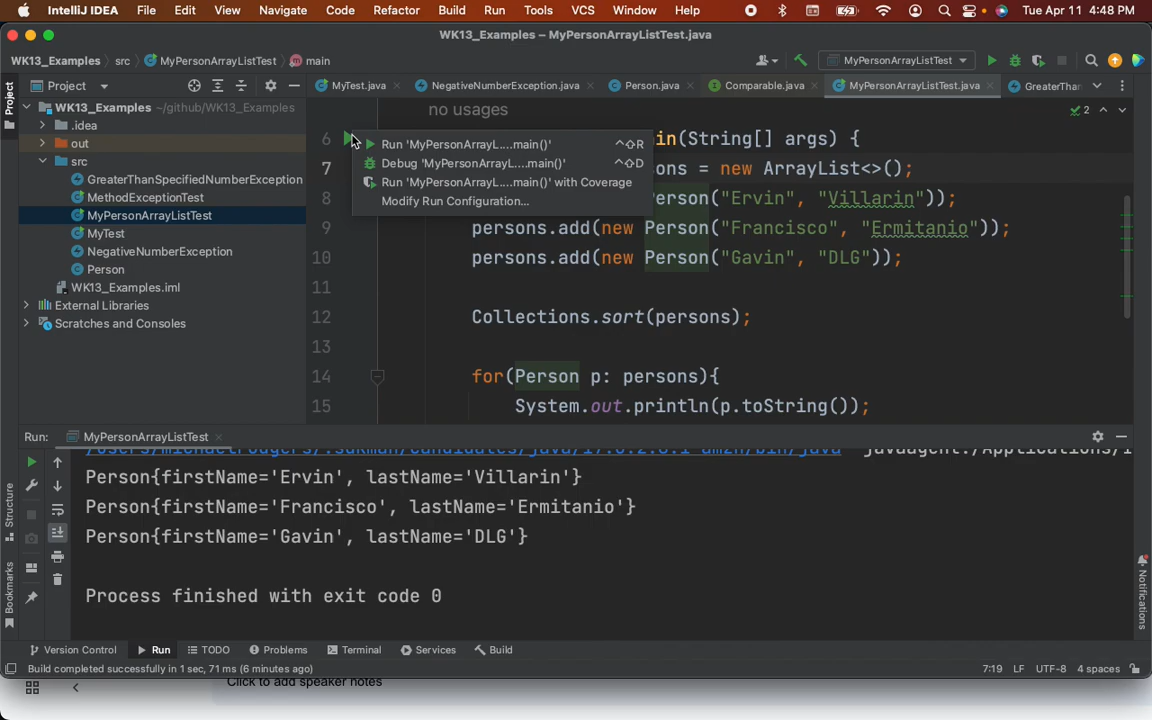 IntelliJ IDEA File Edit View Navigate Code Refactor Build Run Tools VCS Window Help Tue Apr 11 4:48 PM
WK13_Examples – MyPersonArrayListTest.java
WK13_Examples src MyPersonArrayListTest main MyPersonArrayListTest
Project MyTest.java NegativeNumberException.java Person.java Comparable.java MyPersonArrayListTest.java GreaterThan
Project
WK13_Examples ~/github/WK13_Examples
.idea
out
src
GreaterThanSpecifiedNumberException
MethodExceptionTest
MyPersonArrayListTest
MyTest
NegativeNumberException
Person
WK13_Examples.iml
External Libraries
Scratches and Consoles
no usages
2
6 in(String[] args) {
7 ons = new ArrayList<>();
8 erson("Ervin", "Villarin"));
9 persons.add(new Person("Francisco", "Ermitanio"));
10 persons.add(new Person("Gavin", "DLG"));
11
12 Collections.sort(persons);
13
14 for(Person p: persons){
15 System.out.println(p.toString());
Run 'MyPersonArrayL....main()' ^⇧R
Debug 'MyPersonArrayL....main()' ^⇧D
Run 'MyPersonArrayL....main()' with Coverage
Modify Run Configuration...
Run: MyPersonArrayListTest
Person{firstName='Ervin', lastName='Villarin'}
Person{firstName='Francisco', lastName='Ermitanio'}
Person{firstName='Gavin', lastName='DLG'}
Process finished with exit code 0
Structure
Bookmarks
Notifications
Version Control Run TODO Problems Terminal Services Build
Build completed successfully in 1 sec, 71 ms (6 minutes ago) 7:19 LF UTF-8 4 spaces
Click to add speaker notes